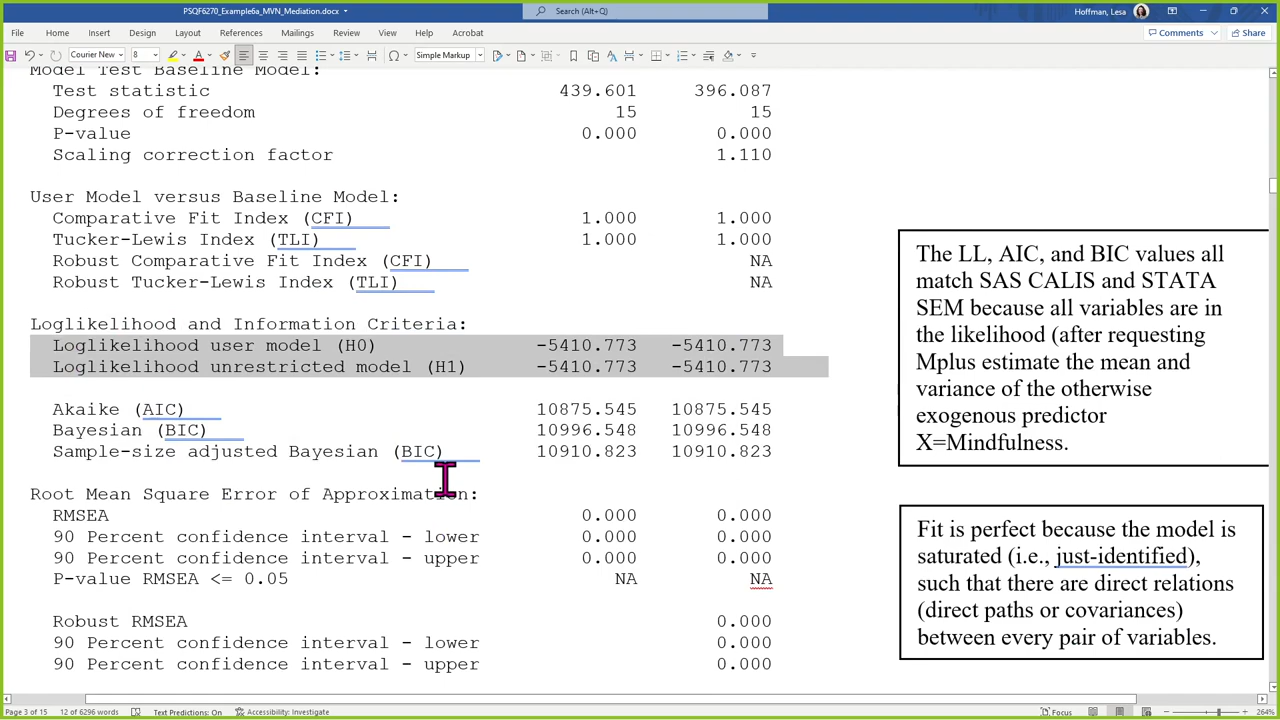 PSQF6270_Example6a_MVN_Mediation.docx
Search (Alt+Q)
Hoffman, Lesa
File Home Insert Design Layout References Mailings Review View Help Acrobat
Comments Share
Courier New 8 Simple Markup
Model Test Baseline Model:
Test statistic 439.601 396.087
Degrees of freedom 15 15
P-value 0.000 0.000
Scaling correction factor 1.110
User Model versus Baseline Model:
Comparative Fit Index (CFI) 1.000 1.000
Tucker-Lewis Index (TLI) 1.000 1.000
Robust Comparative Fit Index (CFI) NA
Robust Tucker-Lewis Index (TLI) NA
Loglikelihood and Information Criteria:
Loglikelihood user model (H0) -5410.773 -5410.773
Loglikelihood unrestricted model (H1) -5410.773 -5410.773
Akaike (AIC) 10875.545 10875.545
Bayesian (BIC) 10996.548 10996.548
Sample-size adjusted Bayesian (BIC) 10910.823 10910.823
Root Mean Square Error of Approximation:
RMSEA 0.000 0.000
90 Percent confidence interval - lower 0.000 0.000
90 Percent confidence interval - upper 0.000 0.000
P-value RMSEA <= 0.05 NA NA
Robust RMSEA 0.000
90 Percent confidence interval - lower 0.000
90 Percent confidence interval - upper 0.000
The LL, AIC, and BIC values all
match SAS CALIS and STATA
SEM because all variables are in
the likelihood (after requesting
Mplus estimate the mean and
variance of the otherwise
exogenous predictor
X=Mindfulness.
Fit is perfect because the model is
saturated (i.e., just-identified),
such that there are direct relations
(direct paths or covariances)
between every pair of variables.
Page 3 of 15 12 of 6296 words Text Predictions: On Accessibility: Investigate Focus 264%